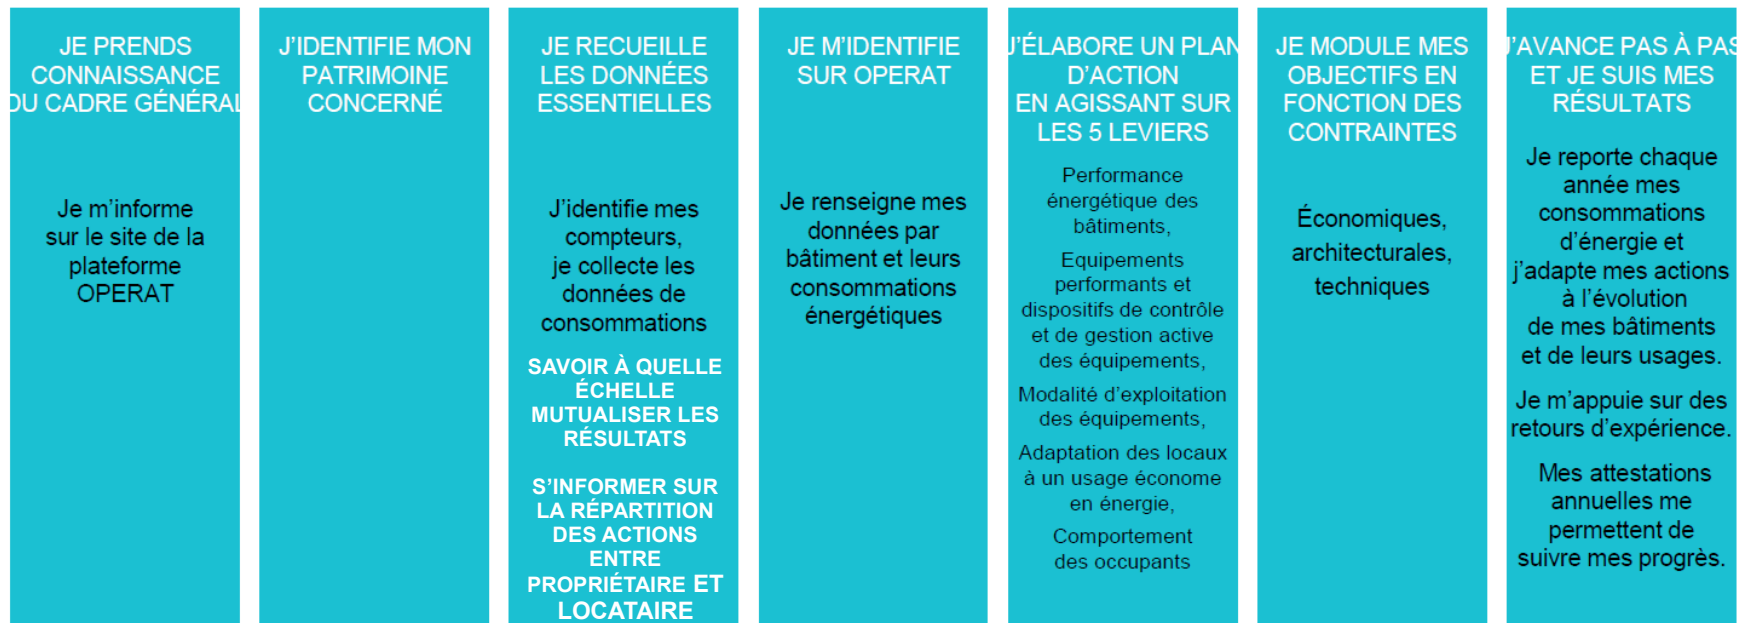 JE PRENDS
CONNAISSANCE
DU CADRE GÉNÉRAL
Je m’informe
sur le site de la
plateforme
OPERAT
J’IDENTIFIE MON
PATRIMOINE
CONCERNÉ
JE RECUEILLE
LES DONNÉES
ESSENTIELLES
J’identifie mes
compteurs,
je collecte les
données de
consommations
SAVOIR À QUELLE
ÉCHELLE
MUTUALISER LES
RÉSULTATS
S’INFORMER SUR
LA RÉPARTITION
DES ACTIONS
ENTRE
PROPRIÉTAIRE ET
LOCATAIRE
JE M’IDENTIFIE
SUR OPERAT
Je renseigne mes
données par
bâtiment et leurs
consommations
énergétiques
J’ÉLABORE UN PLAN
D’ACTION
EN AGISSANT SUR
LES 5 LEVIERS
Performance
énergétique des
bâtiments,
Equipements
performants et
dispositifs de contrôle
et de gestion active
des équipements,
Modalité d’exploitation
des équipements,
Adaptation des locaux
à un usage économe
en énergie,
Comportement
des occupants
JE MODULE MES
OBJECTIFS EN
FONCTION DES
CONTRAINTES
Économiques,
architecturales,
techniques
J’AVANCE PAS À PAS
ET JE SUIS MES
RÉSULTATS
Je reporte chaque
année mes
consommations
d’énergie et
j’adapte mes actions
à l’évolution
de mes bâtiments
et de leurs usages.
Je m’appuie sur des
retours d’expérience.
Mes attestations
annuelles me
permettent de
suivre mes progrès.